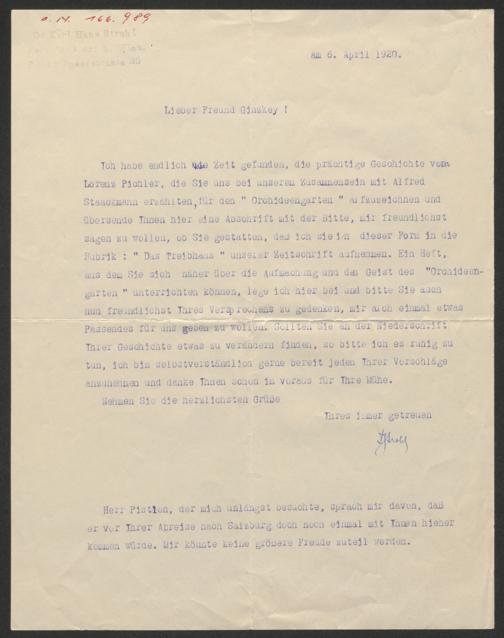 o. N. 166.989
Dr Karl Hans Strobl
am 6. April 1920.
Lieber Freund Ginzkey !
Ich habe endlich die Zeit gefunden, die prächtige Geschichte vom
Lorenz Pichler, die Sie uns bei unserem Zusammensein mit Alfred
Staackmann erzählten, für den " Orchideengarten " aufzuzeichnen und
übersende Ihnen hier eine Abschrift mit der Bitte, mir freundlichst
sagen zu wollen, ob Sie gestatten, daß ich sie in dieser Form in die
Rubrik : " Das Treibhaus " unserer Zeitschrift aufnehmen. Ein Heft,
aus dem Sie sich näher über die Aufmachung und den Geist des "Orchideen-
garten " unterrichten können, lege ich hier bei und bitte Sie auch
nun freundlichst Ihres Versprechens zu gedenken, mir auch einmal etwas
Passendes für uns geben zu wollen. Sollten Sie an der Niederschrift
Ihrer Geschichte etwas zu verändern finden, so bitte ich es ruhig zu
tun, ich bin selbstverständlich gerne bereit jeden Ihrer Vorschläge
anzunehmen und danke Ihnen schon in voraus für Ihre Mühe.
Nehmen Sie die herzlichsten Grüße
Ihres immer getreuen
Strobl
Herr Fistion, der mich unlängst besuchte, sprach mir davon, daß
er vor Ihrer Abreise nach Salzburg doch noch einmal mit Ihnen hieher
kommen würde. Mir könnte keine größere Freude zuteil werden.